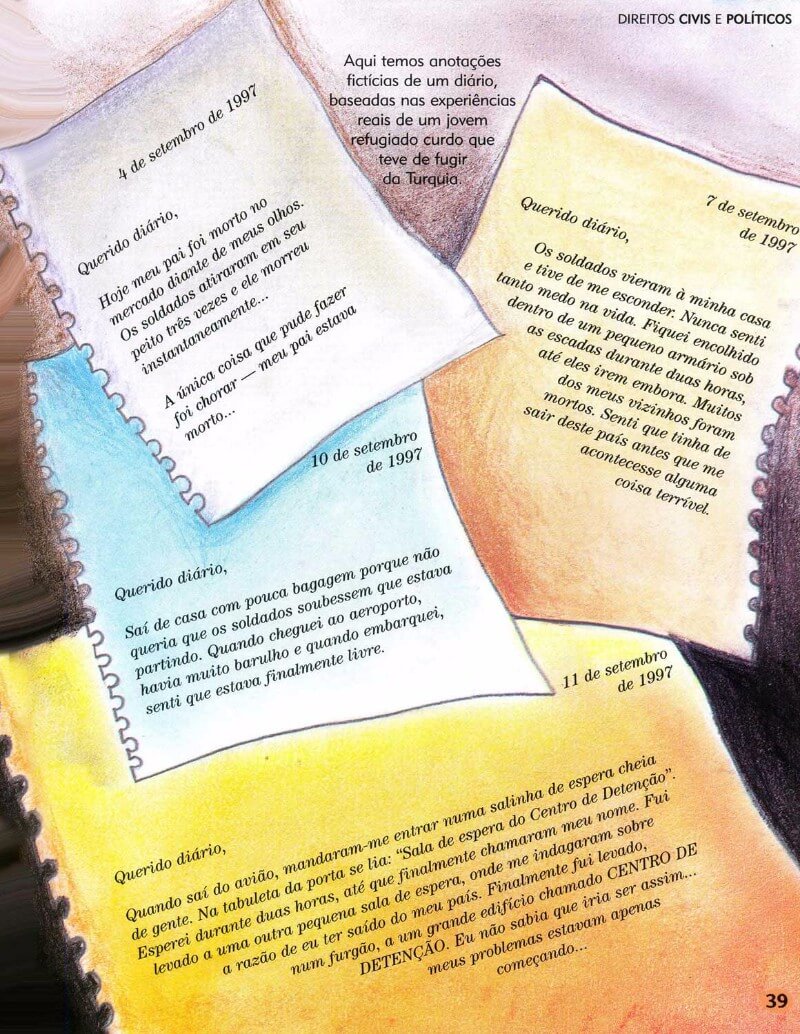 DIREITOS CIVIS E POLÍTICOS
Aqui temos anotações
fictícias de um diário,
baseadas nas experiências
reais de um jovem
refugiado curdo que
teve de fugir
da Turquia.
4 de setembro de 1997
Querido diário,
Hoje meu pai foi morto no
mercado diante de meus olhos.
Os soldados atiraram em seu
peito três vezes e ele morreu
instantaneamente...
A única coisa que pude fazer
foi chorar — meu pai estava
morto...
7 de setembro
de 1997
Querido diário,
Os soldados vieram à minha casa
e tive de me esconder. Nunca senti
tanto medo na vida. Fiquei encolhido
dentro de um pequeno armário sob
as escadas durante duas horas,
até eles irem embora. Muitos
dos meus vizinhos foram
mortos. Senti que tinha de
sair deste país antes que me
acontecesse alguma
coisa terrível.
10 de setembro
de 1997
Querido diário,
Saí de casa com pouca bagagem porque não
queria que os soldados soubessem que estava
partindo. Quando cheguei ao aeroporto,
havia muito barulho e quando embarquei,
senti que estava finalmente livre.
11 de setembro
de 1997
Querido diário,
Quando saí do avião, mandaram-me entrar numa salinha de espera cheia
de gente. Na tabuleta da porta se lia: “Sala de espera do Centro de Detenção”.
Esperei durante duas horas, até que finalmente chamaram meu nome. Fui
levado a uma outra pequena sala de espera, onde me indagaram sobre
a razão de eu ter saído do meu país. Finalmente fui levado,
num furgão, a um grande edifício chamado CENTRO DE
DETENÇÃO. Eu não sabia que iria ser assim...
meus problemas estavam apenas
começando...
39